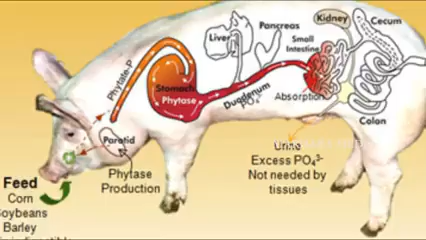 Pancreas
Kidney
Cecum
Liver
Small
Intestine
Phytate-P
Stomach
Phytase
Duodenum
PO
Absorption
Colon
Parotid
Urine
Phytase
Production
Excess PO₄³⁻
Not needed by
tissues
Feed
Corn
Soybeans
Barley